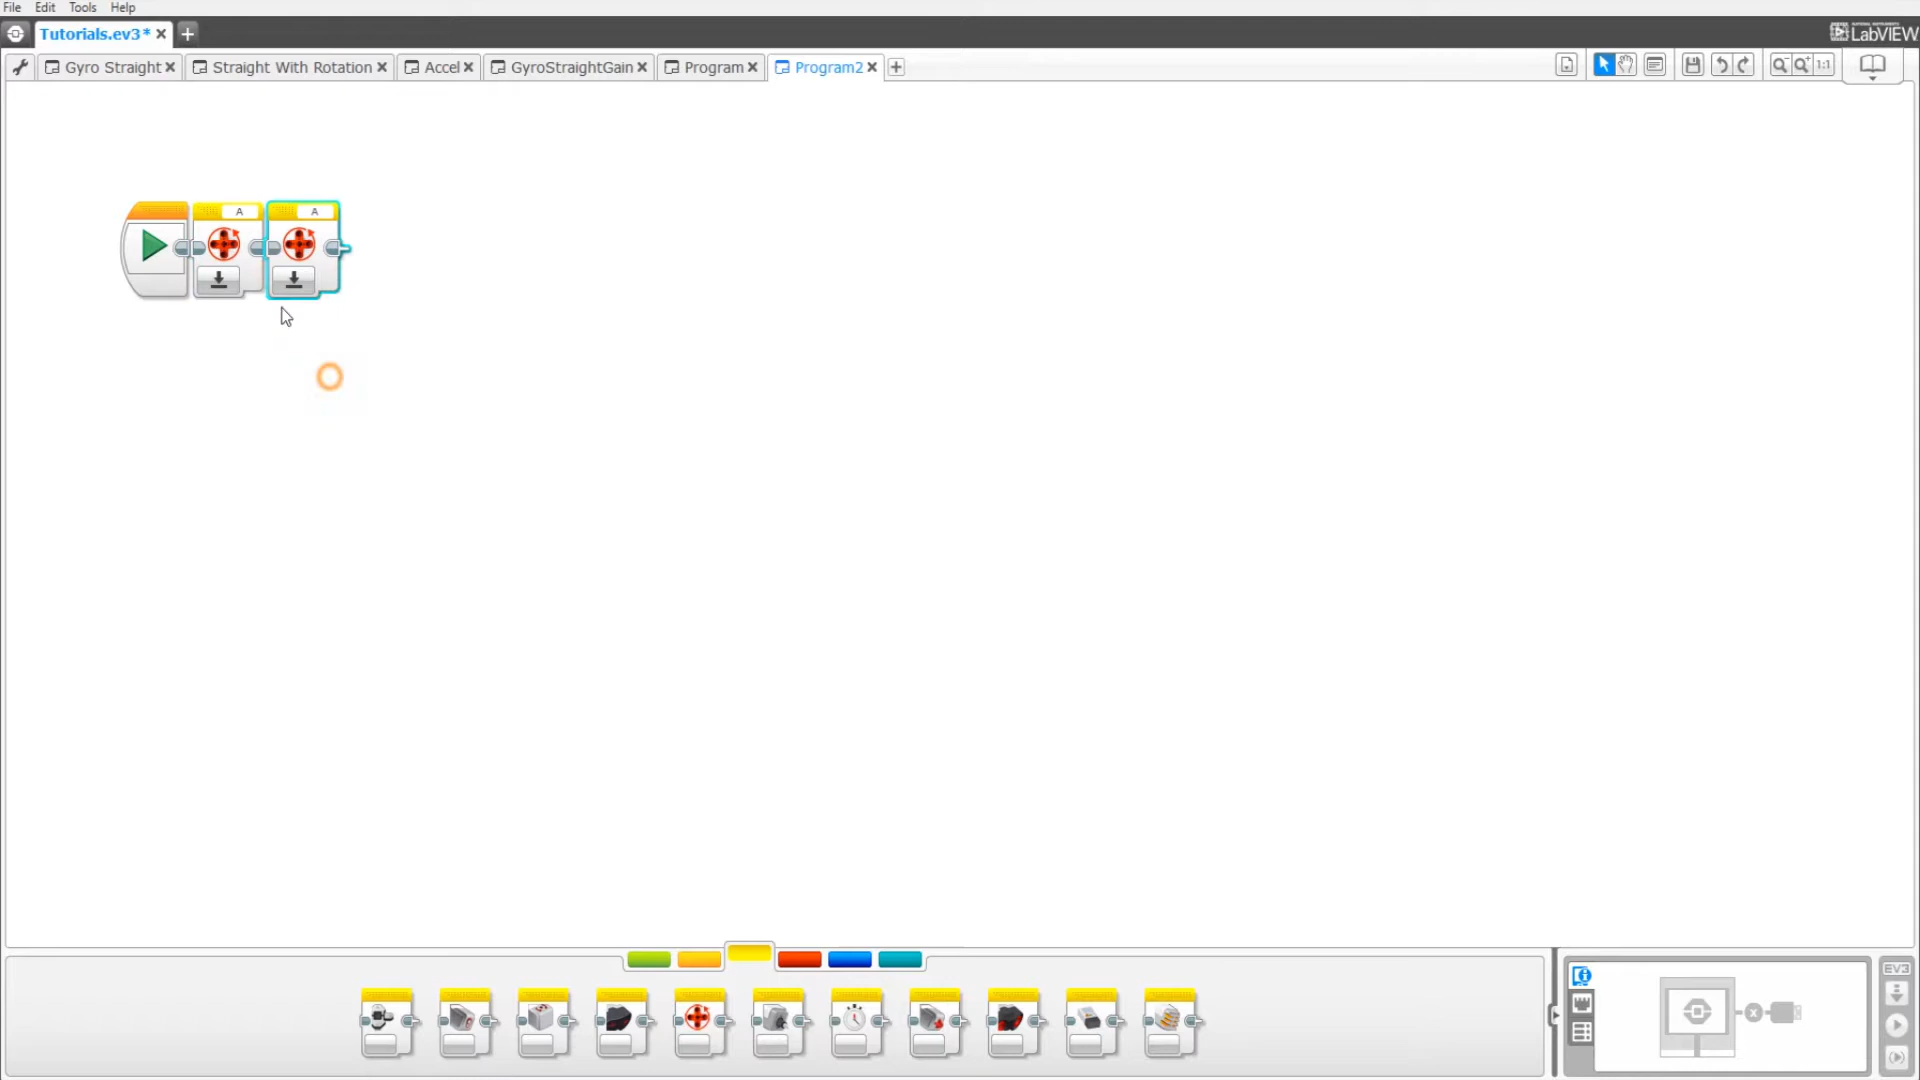 File Edit Tools Help
Tutorials.ev3*
LabVIEW
Gyro Straight Straight With Rotation Accel GyroStraightGain Program Program2
1:1
A A
EV3